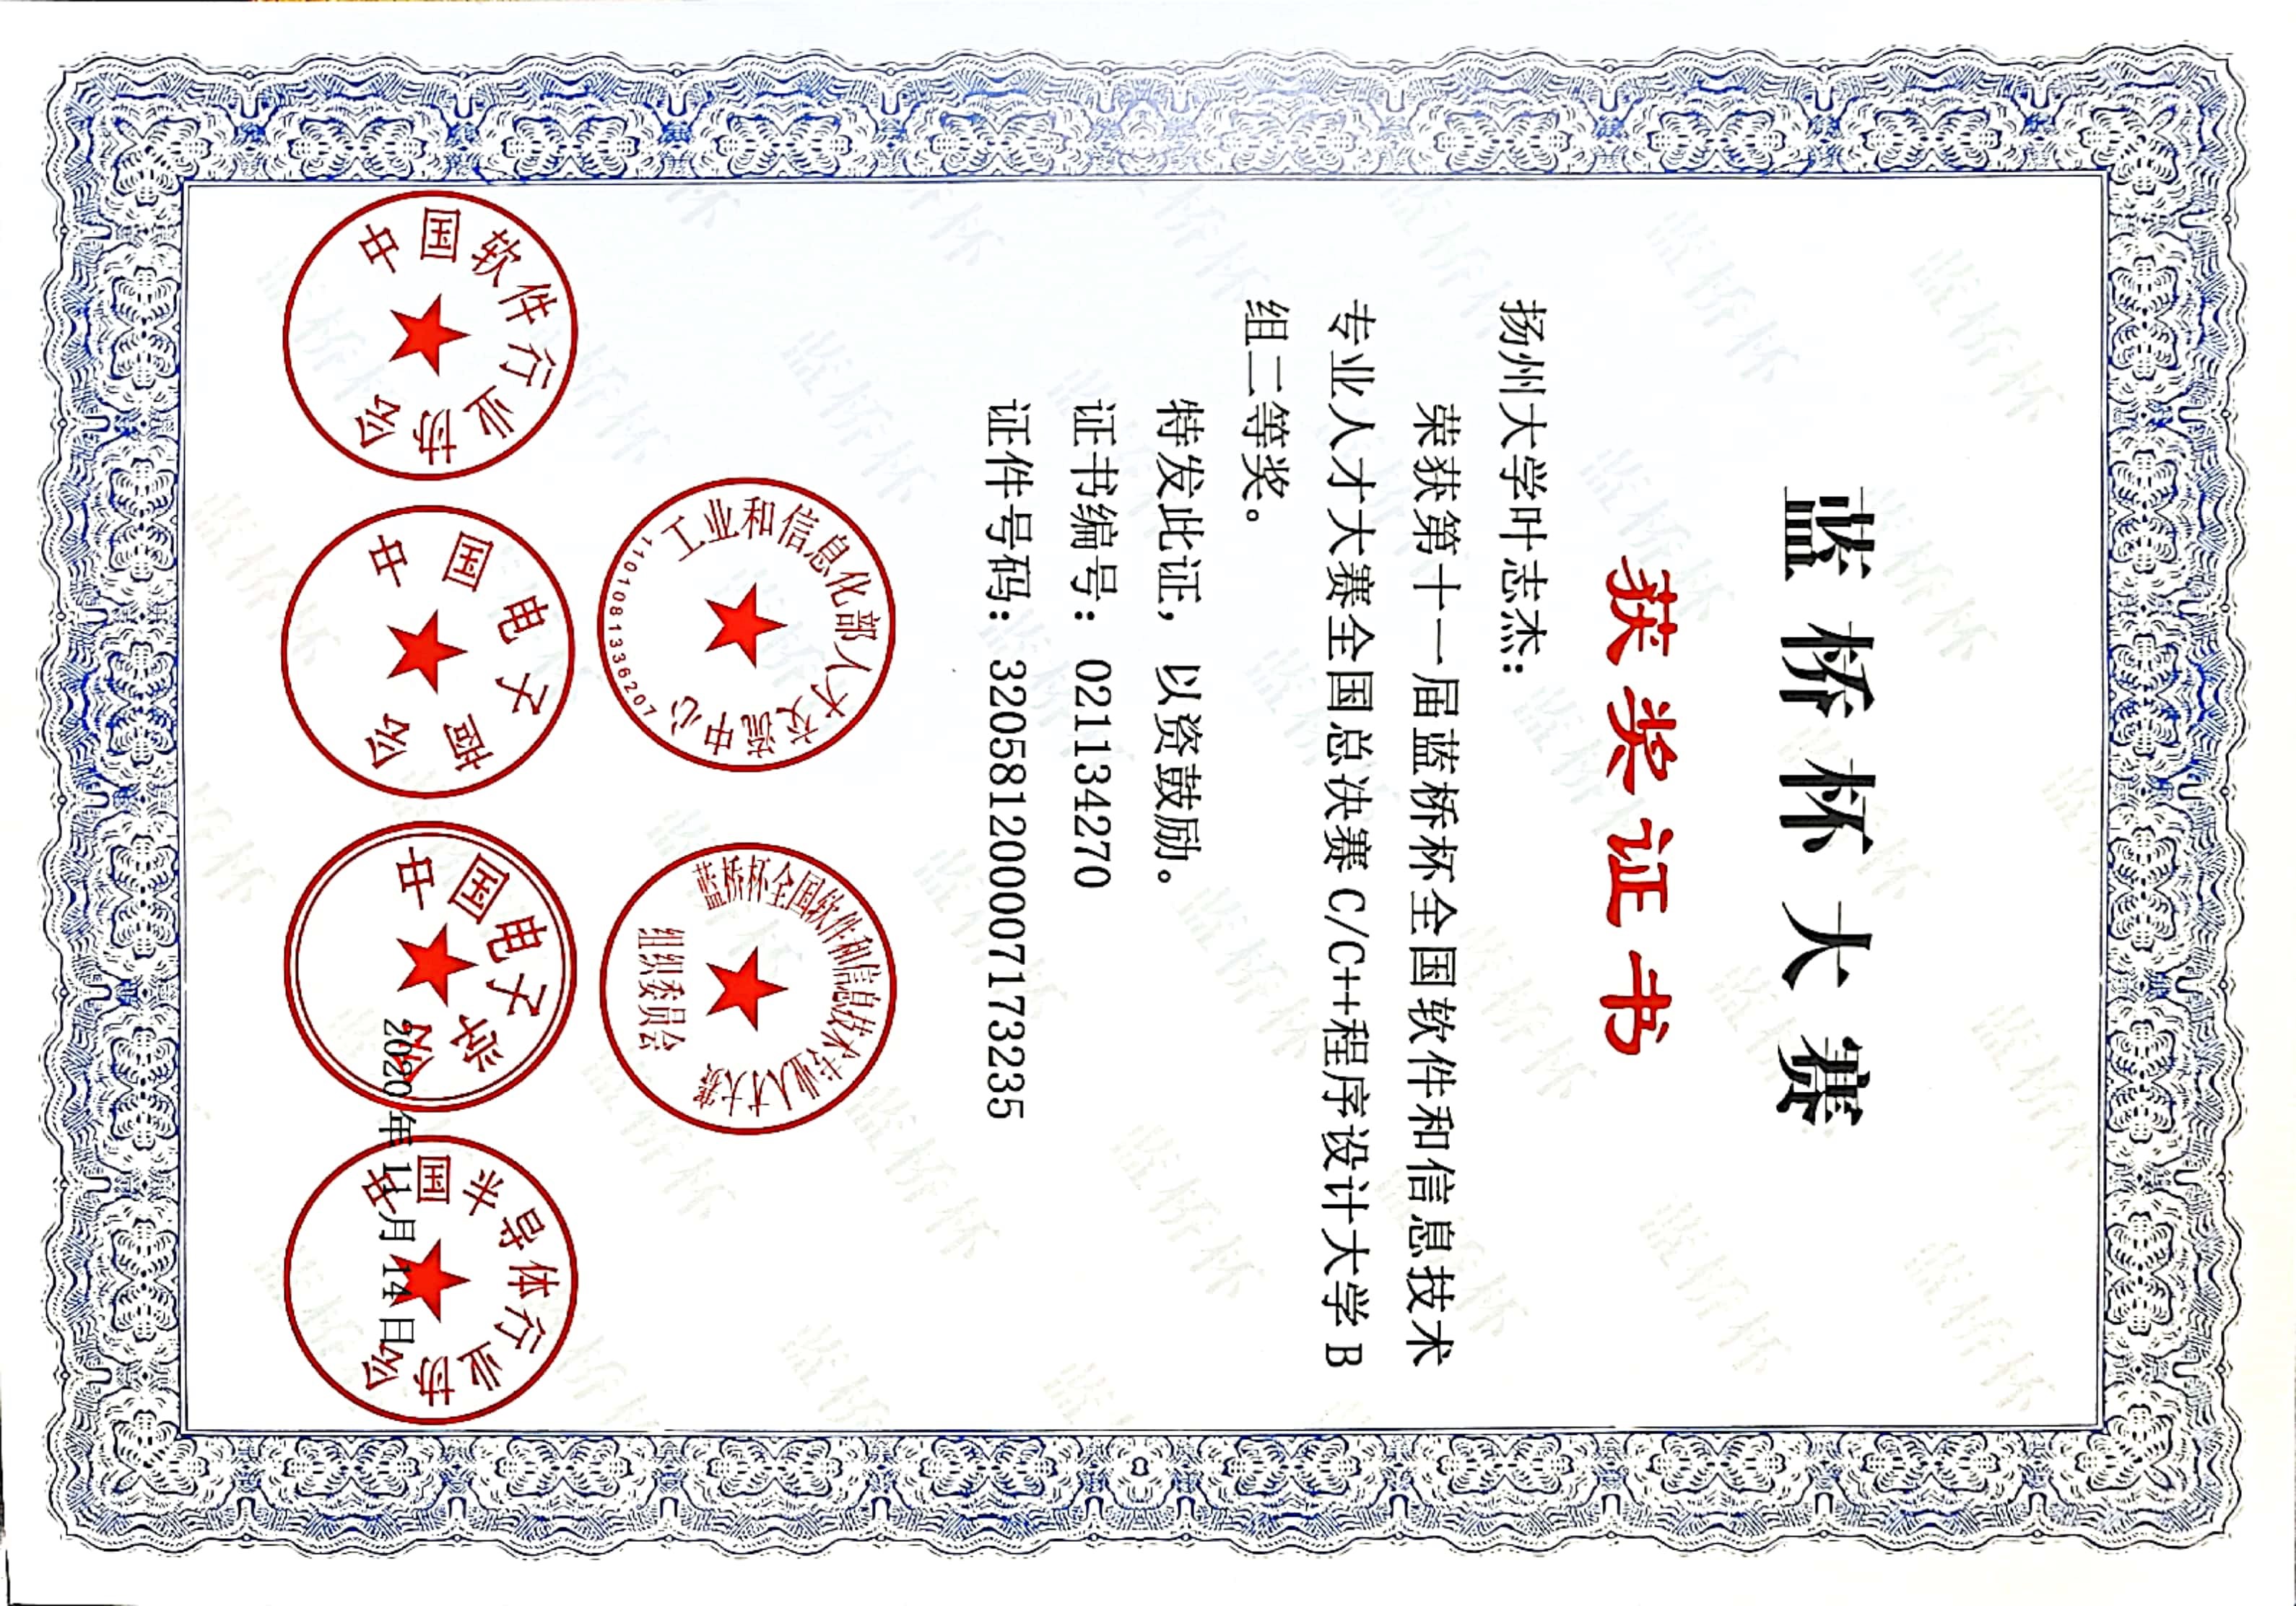 蓝桥杯大赛
获奖证书
扬州大学叶志杰：
荣获第十一届蓝桥杯全国软件和信息技术
专业人才大赛全国总决赛 C/C++程序设计大学 B
组二等奖。
特发此证，以资鼓励。
证书编号：021134270
证件号码：320581200007173235
工业和信息化部人才交流中心
1101081336207
蓝桥杯全国软件和信息技术专业人才大赛
组织委员会
中国软件行业协会
中国电子商会
中国电子学会
中国半导体行业协会
2020 年 11 月 14 日
蓝桥杯